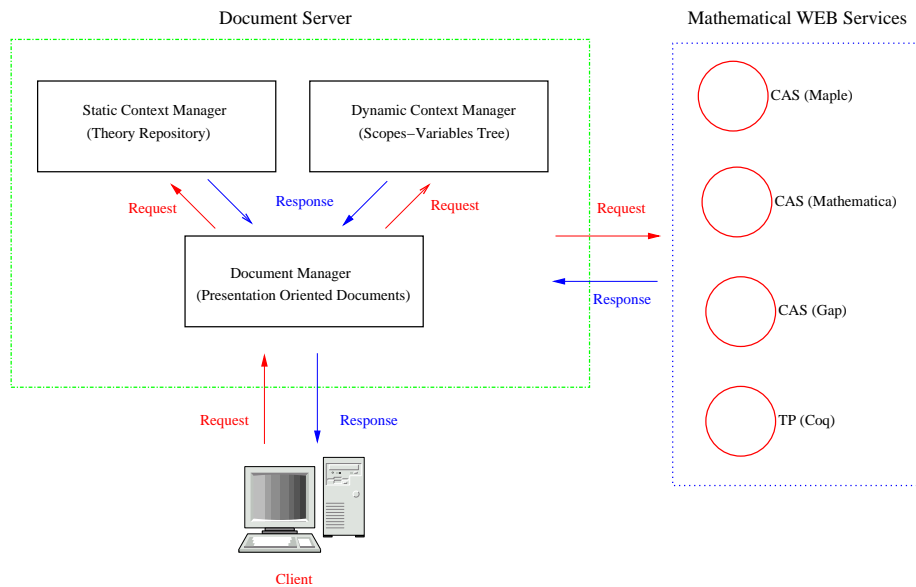 Document Server
Mathematical WEB Services
Static Context Manager
(Theory Repository)
Dynamic Context Manager
(Scopes−Variables Tree)
CAS (Maple)
CAS (Mathematica)
Request
Response
Request
Request
Document Manager
(Presentation Oriented Documents)
Response
CAS (Gap)
Request
Response
TP (Coq)
Client